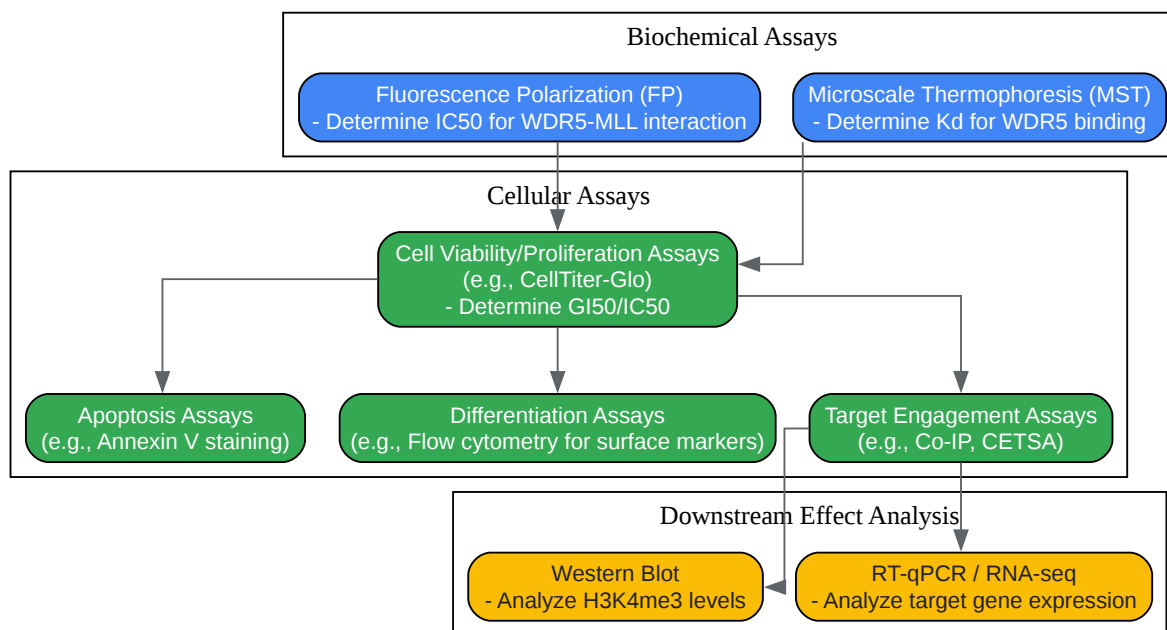 Biochemical Assays
Fluorescence Polarization (FP)
- Determine IC50 for WDR5-MLL interaction
Microscale Thermophoresis (MST)
- Determine Kd for WDR5 binding
Cellular Assays
Cell Viability/Proliferation Assays
(e.g., CellTiter-Glo)
- Determine GI50/IC50
Apoptosis Assays
(e.g., Annexin V staining)
Differentiation Assays
(e.g., Flow cytometry for surface markers)
Target Engagement Assays
(e.g., Co-IP, CETSA)
Downstream Effect Analysis
Western Blot
- Analyze H3K4me3 levels
RT-qPCR / RNA-seq
- Analyze target gene expression